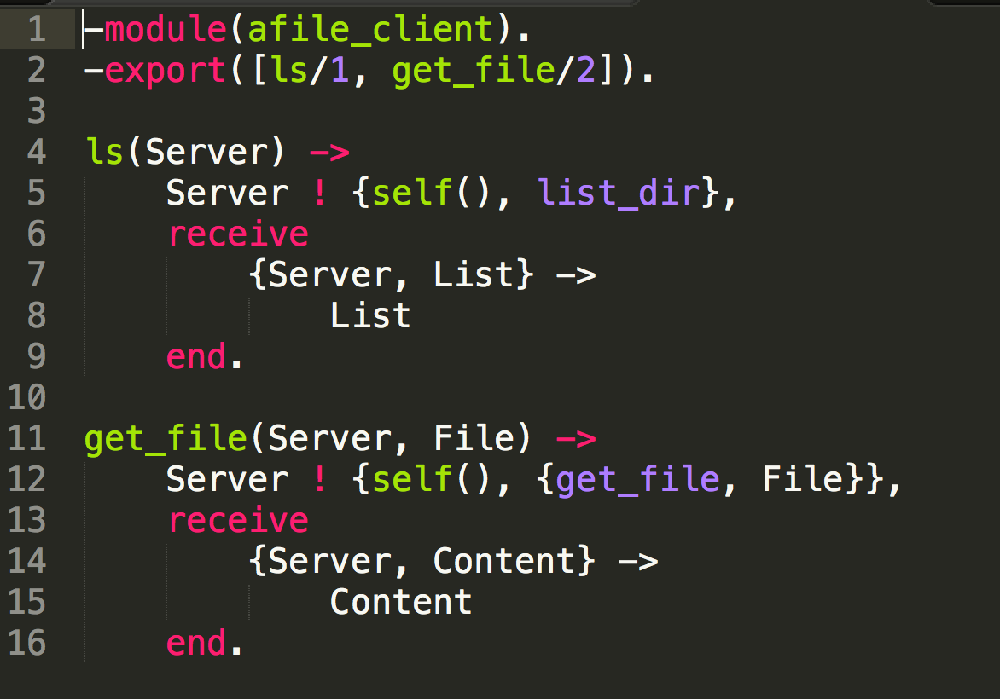 1 -module(afile_client).
2 -export([ls/1, get_file/2]).
3
4 ls(Server) ->
5     Server ! {self(), list_dir},
6     receive
7         {Server, List} ->
8             List
9     end.
10
11 get_file(Server, File) ->
12     Server ! {self(), {get_file, File}},
13     receive
14         {Server, Content} ->
15             Content
16     end.